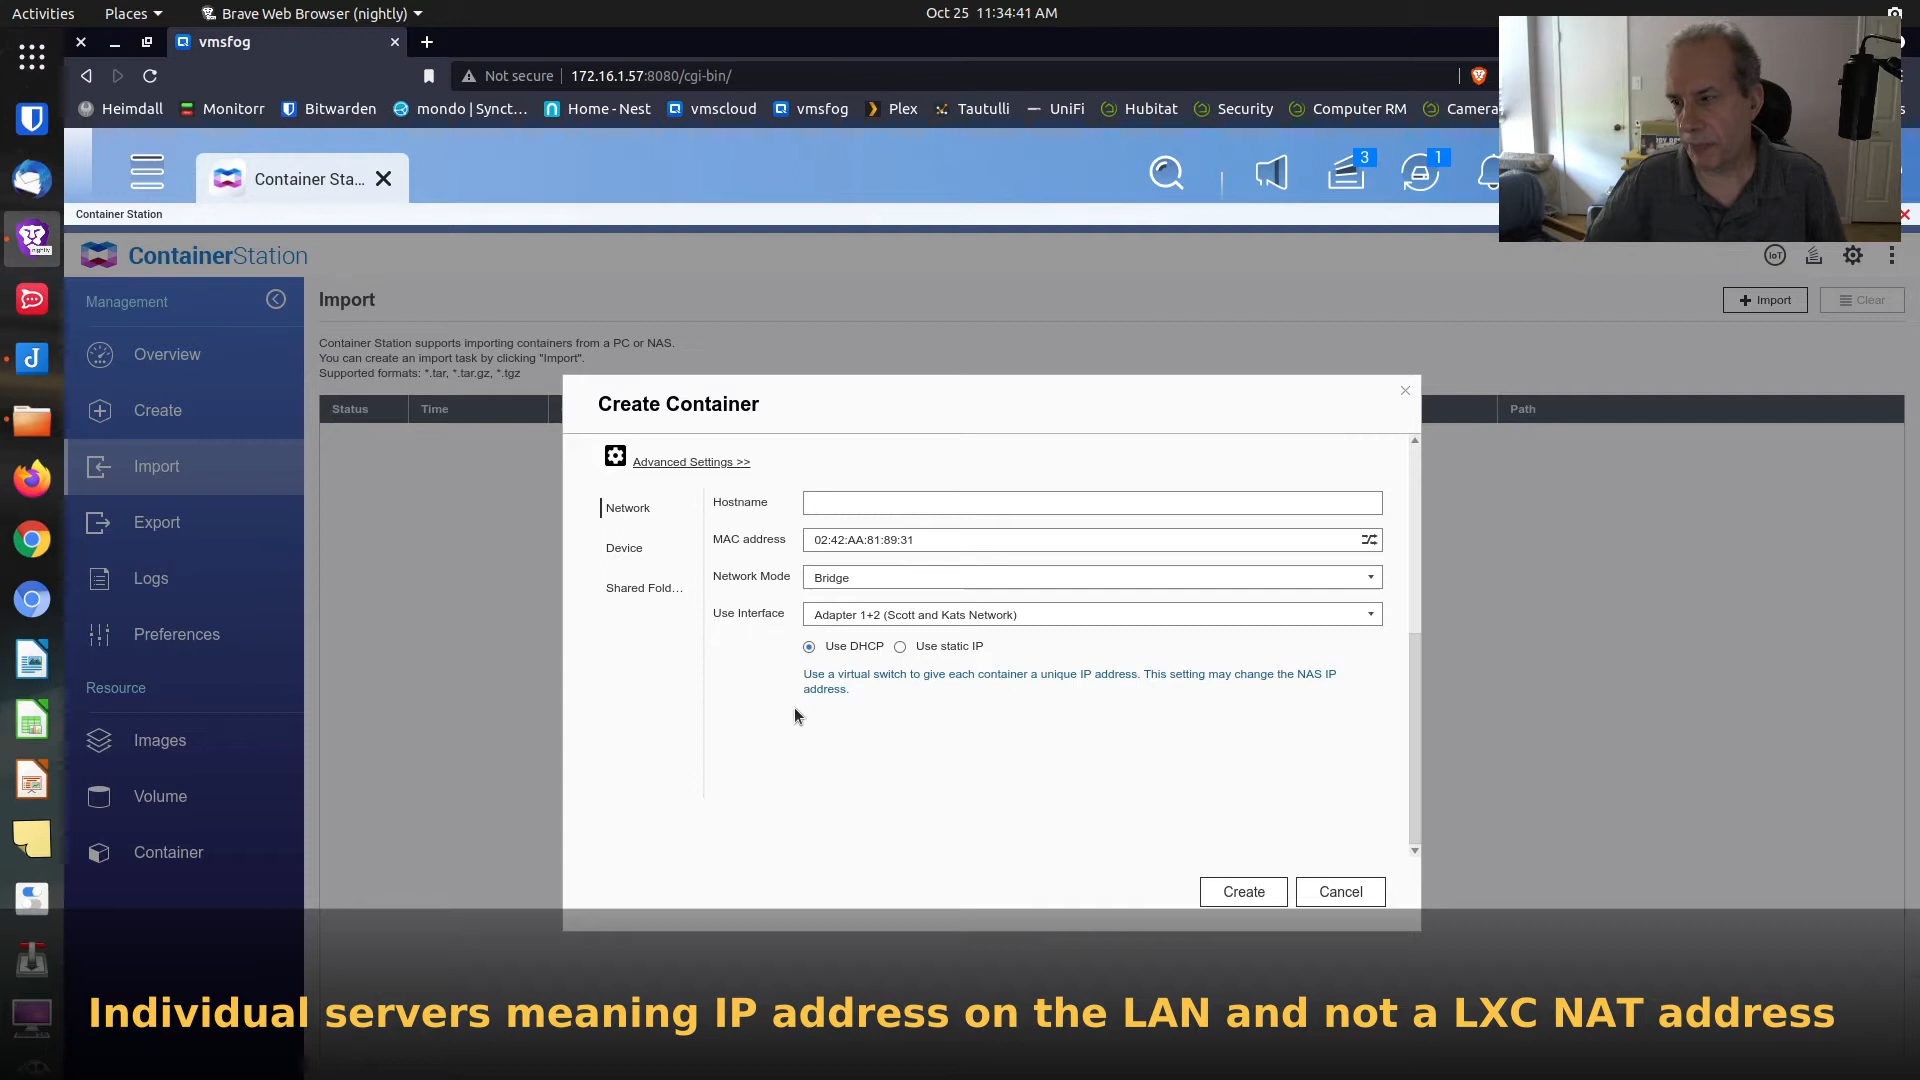 Activities
Places
Brave Web Browser (nightly)
Oct 25 11:34:41 AM
vmsfog
Not secure
172.16.1.57:8080/cgi-bin/
Heimdall
Monitorr
Bitwarden
mondo | Synct...
Home - Nest
vmscloud
vmsfog
Plex
Tautulli
UniFi
Hubitat
Security
Computer RM
Camera
Container Sta...
3
1
Container Station
ContainerStation
IoT
Management
Overview
Create
Import
Export
Logs
Preferences
Resource
Images
Volume
Container
Import
Import
Clear
Container Station supports importing containers from a PC or NAS.
You can create an import task by clicking "Import".
Supported formats: *.tar, *.tar.gz, *.tgz
Status
Time
Path
Create Container
Advanced Settings >>
Network
Device
Shared Fold...
Hostname
MAC address
02:42:AA:81:89:31
Network Mode
Bridge
Use Interface
Adapter 1+2 (Scott and Kats Network)
Use DHCP
Use static IP
Use a virtual switch to give each container a unique IP address. This setting may change the NAS IP
address.
Create
Cancel
nightly
Individual servers meaning IP address on the LAN and not a LXC NAT address